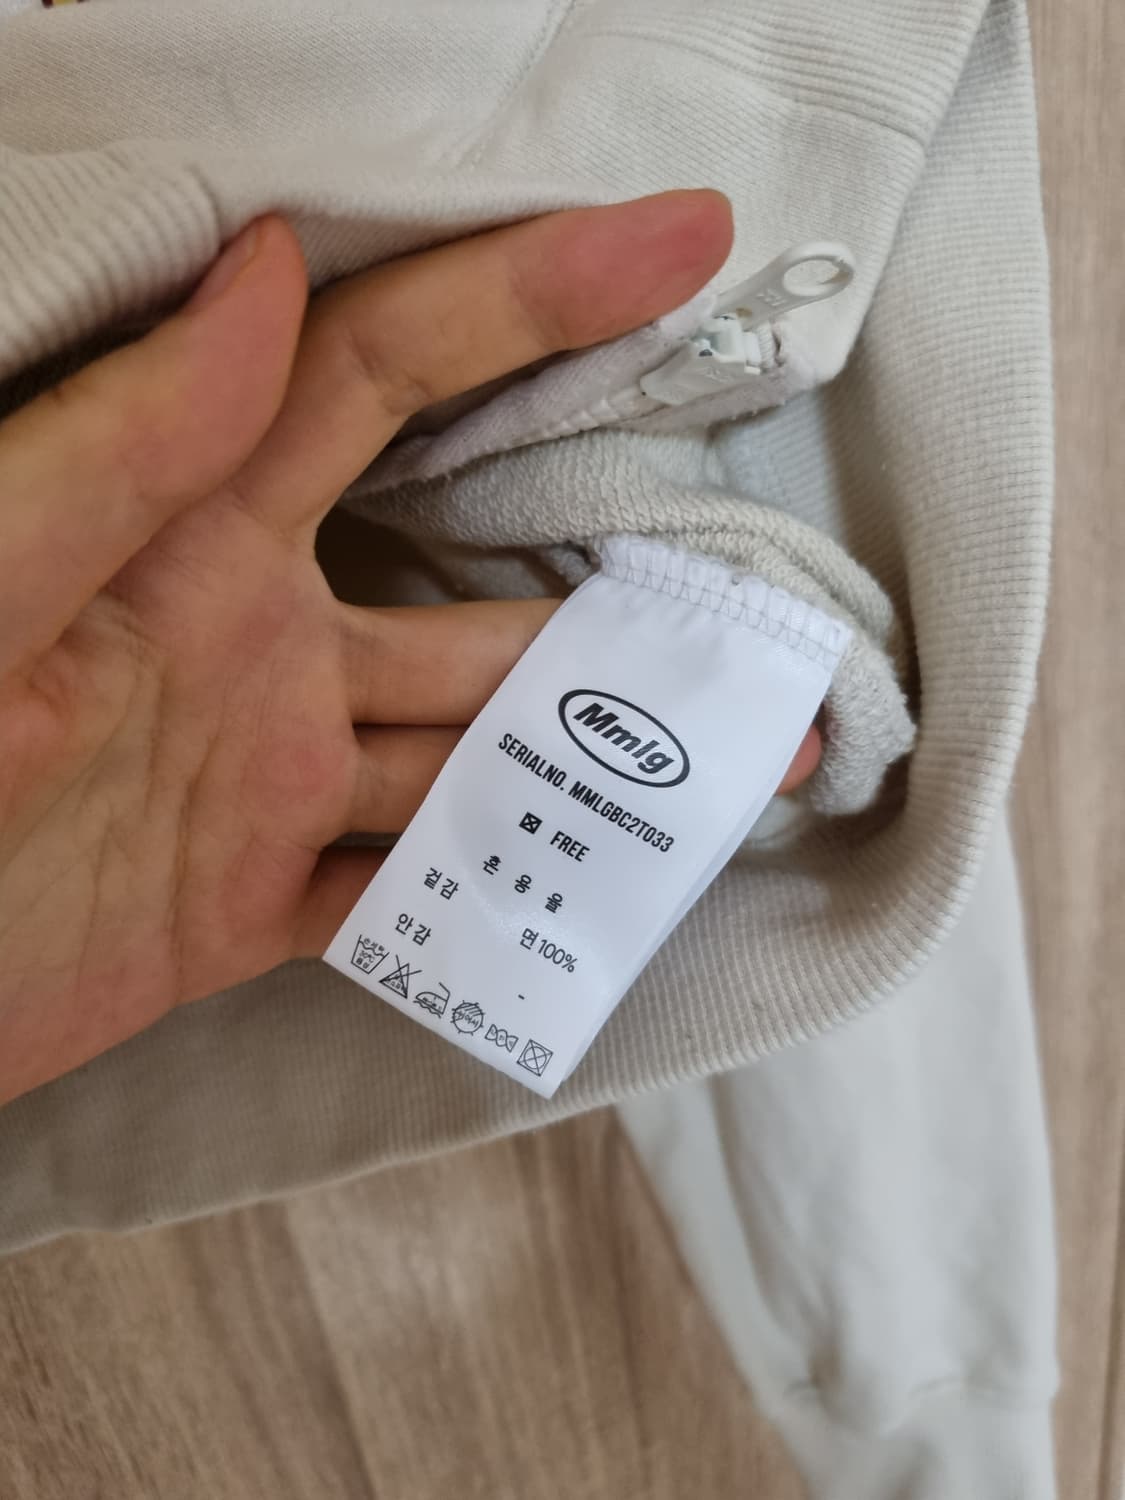 Mmlg
SERIALNO. MMLGBC2T033
☒ FREE
혼 용 율
겉감 면100%
안감 -